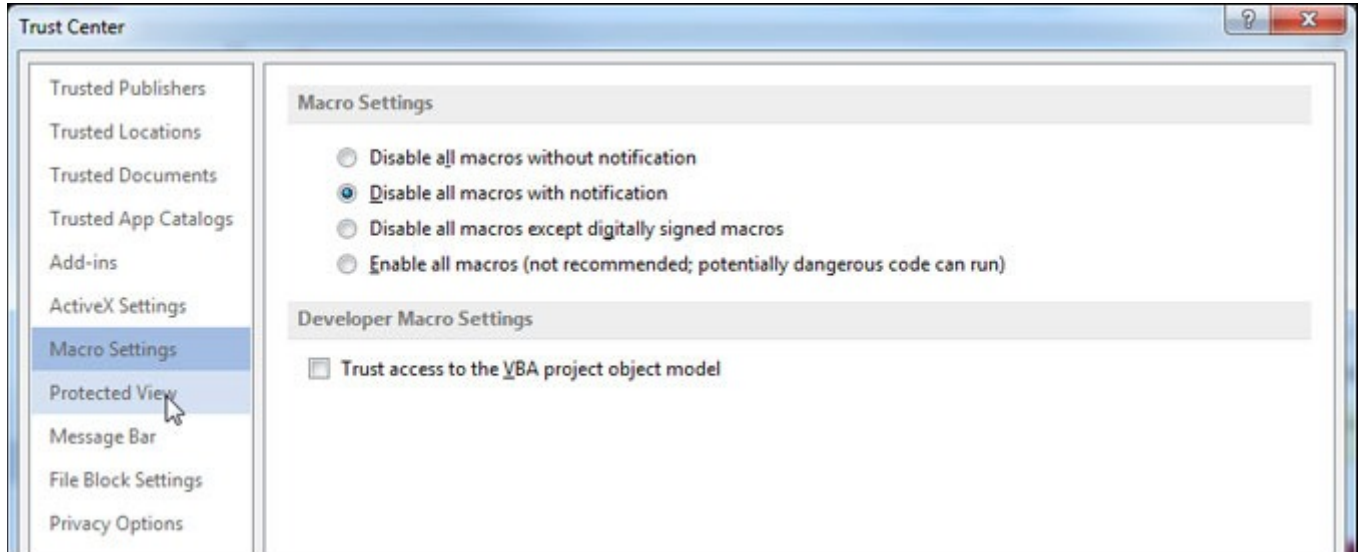 Trust Center
Trusted Publishers
Trusted Locations
Trusted Documents
Trusted App Catalogs
Add-ins
ActiveX Settings
Macro Settings
Protected View
Message Bar
File Block Settings
Privacy Options
Macro Settings
Disable all macros without notification
Disable all macros with notification
Disable all macros except digitally signed macros
Enable all macros (not recommended; potentially dangerous code can run)
Developer Macro Settings
Trust access to the VBA project object model